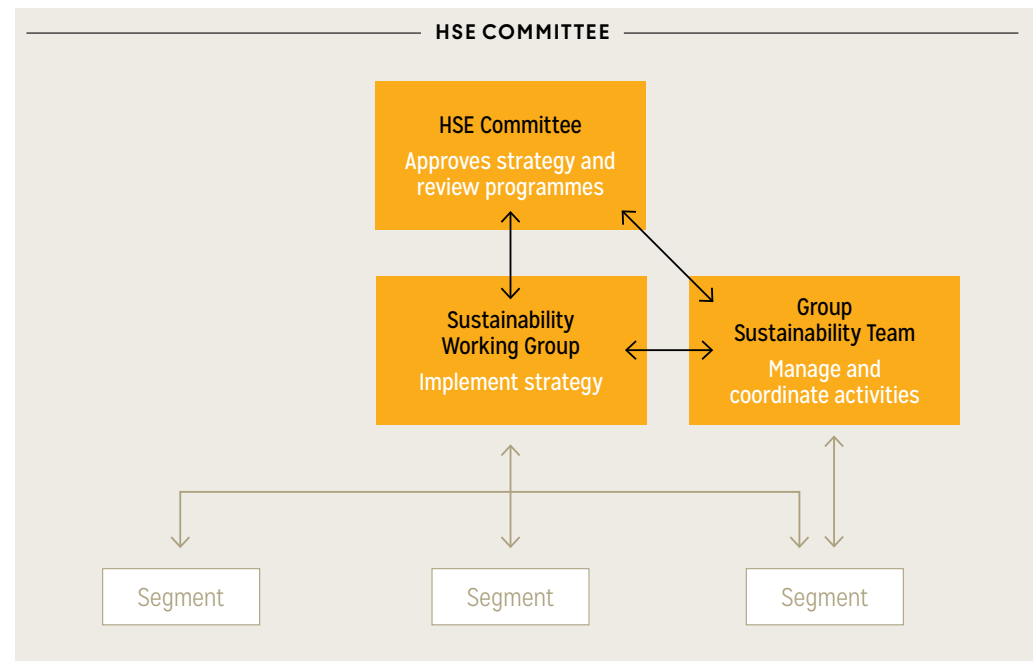 HSE COMMITTEE
HSE Committee
Approves strategy and
review programmes
Sustainability
Working Group
Implement strategy
Group
Sustainability Team
Manage and
coordinate activities
Segment
Segment
Segment